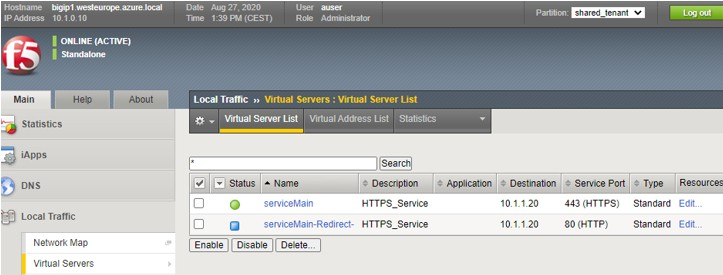 Hostname bigip1.westeurope.azure.local Date Aug 27, 2020 User auser
IP Address 10.1.0.10 Time 1:39 PM (CEST) Role Administrator
Partition: shared_tenant Log out
f5
ONLINE (ACTIVE)
Standalone
Main Help About
Local Traffic ›› Virtual Servers : Virtual Server List
Statistics
iApps
DNS
Local Traffic
Network Map
Virtual Servers
Virtual Server List Virtual Address List Statistics
* Search
Status Name Description Application Destination Service Port Type Resources
serviceMain HTTPS_Service 10.1.1.20 443 (HTTPS) Standard Edit...
serviceMain-Redirect- HTTPS_Service 10.1.1.20 80 (HTTP) Standard Edit...
Enable Disable Delete...